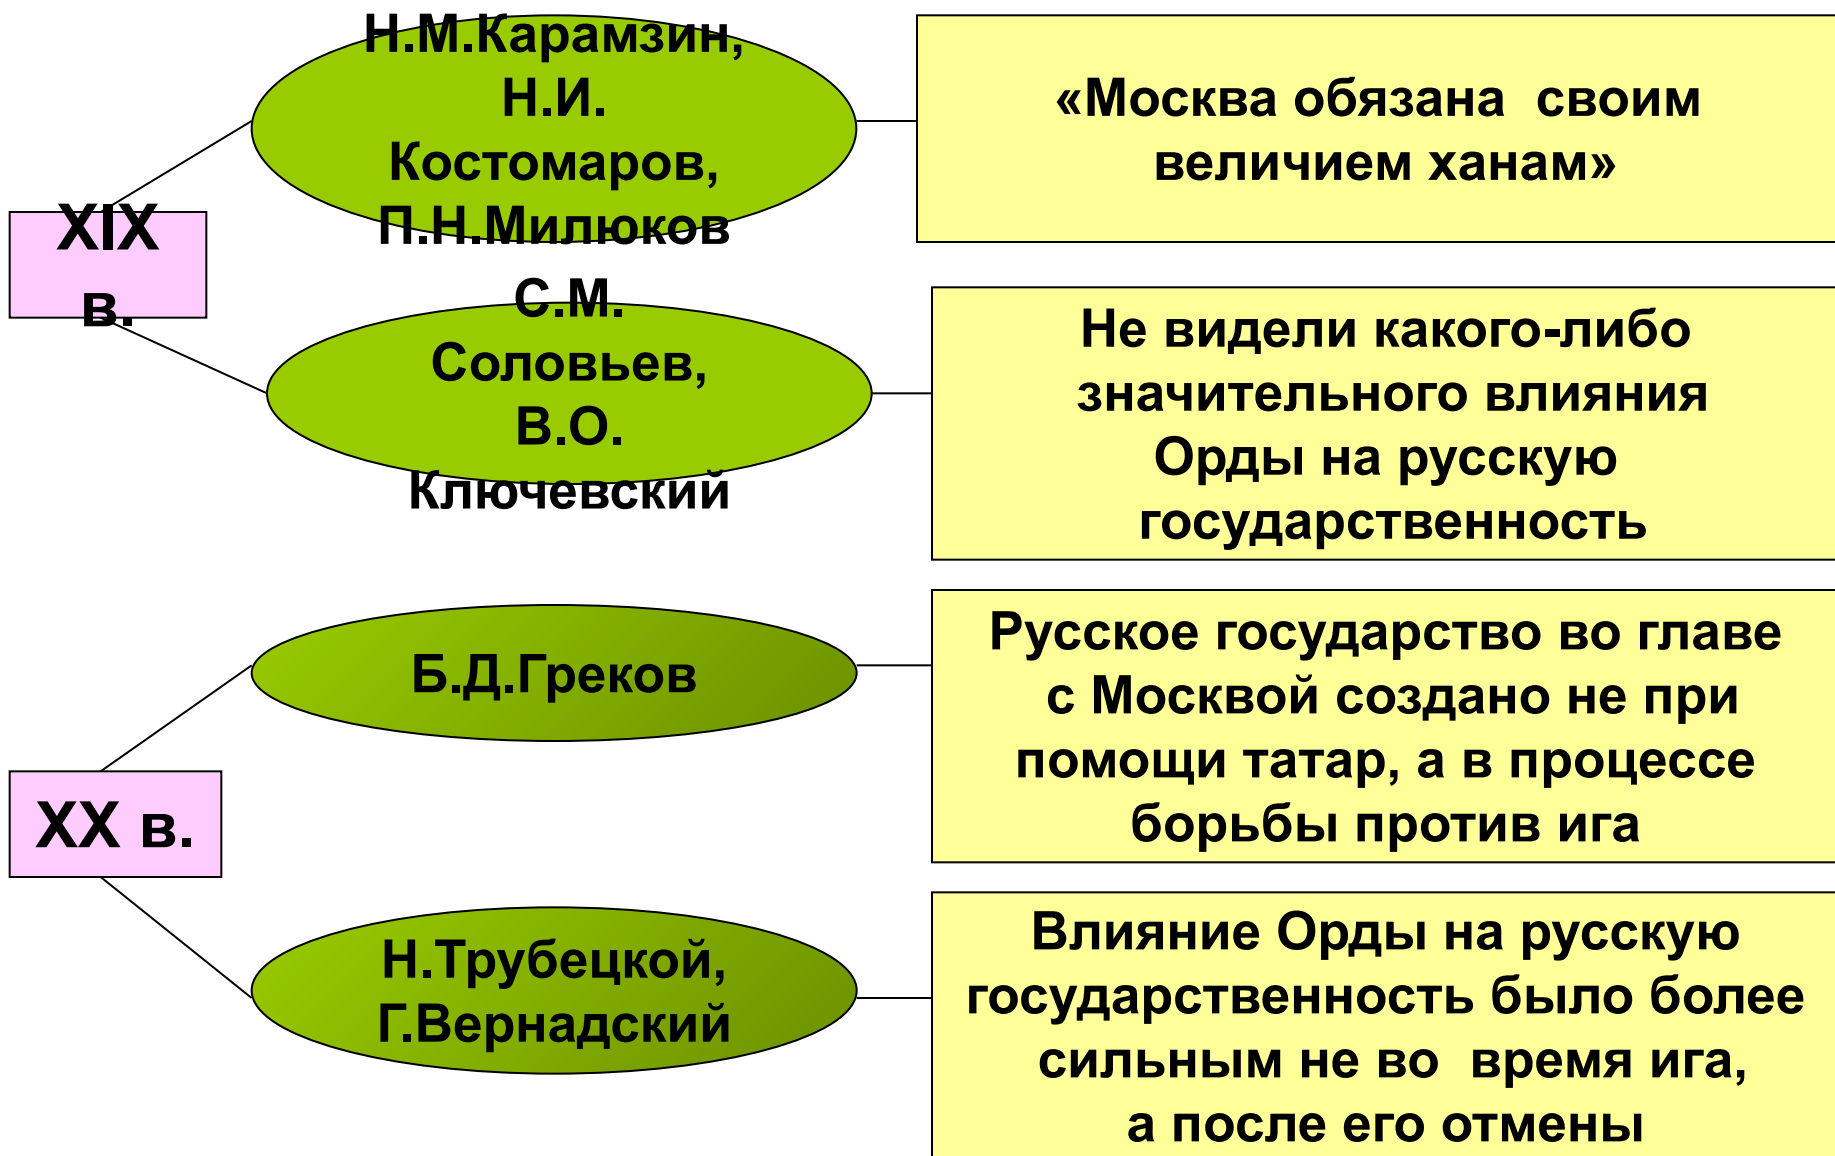 XIX
в.
Н.М.Карамзин,
Н.И.
Костомаров,
П.Н.Милюков
«Москва обязана своим
величием ханам»
С.М.
Соловьев,
В.О.
Ключевский
Не видели какого-либо
значительного влияния
Орды на русскую
государственность
XX в.
Б.Д.Греков
Русское государство во главе
с Москвой создано не при
помощи татар, а в процессе
борьбы против ига
Н.Трубецкой,
Г.Вернадский
Влияние Орды на русскую
государственность было более
сильным не во время ига,
а после его отмены